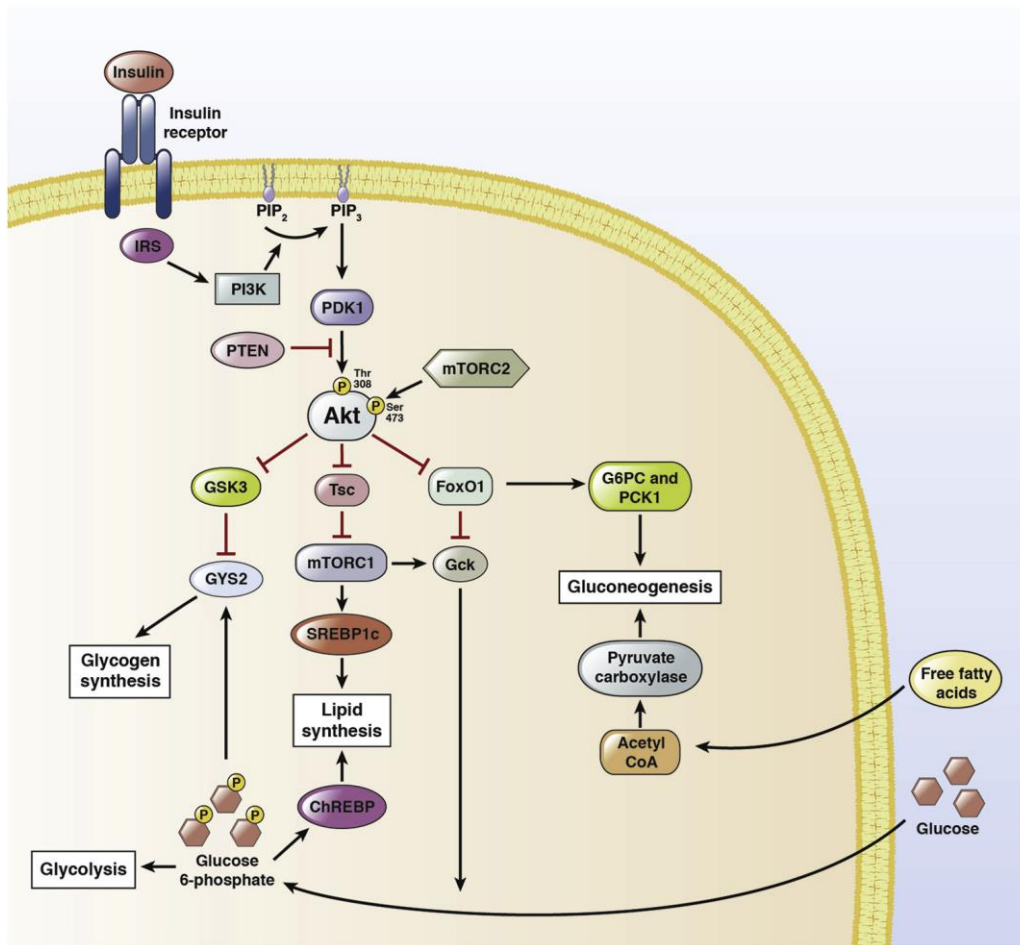 Insulin
Insulin
receptor
PIP2
PIP3
IRS
PI3K
PDK1
PTEN
mTORC2
P
Thr
308
P
Ser
473
Akt
GSK3
Tsc
FoxO1
G6PC and
PCK1
GYS2
mTORC1
Gck
Gluconeogenesis
SREBP1c
Glycogen
synthesis
Pyruvate
carboxylase
Free fatty
acids
Lipid
synthesis
Acetyl
CoA
P
P
P
ChREBP
Glucose
Glycolysis
Glucose
6-phosphate